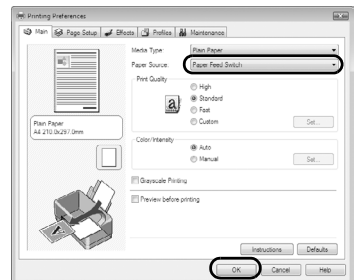 Printing Preferences
Main Page Setup Effects Profiles Maintenance
Media Type: Plain Paper
Paper Source: Paper Feed Switch
Print Quality
High
Standard
Fast
Custom Set...
Plain Paper
A4 210.0x297.0mm
Color/Intensity
Auto
Manual Set...
Grayscale Printing
Preview before printing
Instructions Defaults
OK Cancel Help